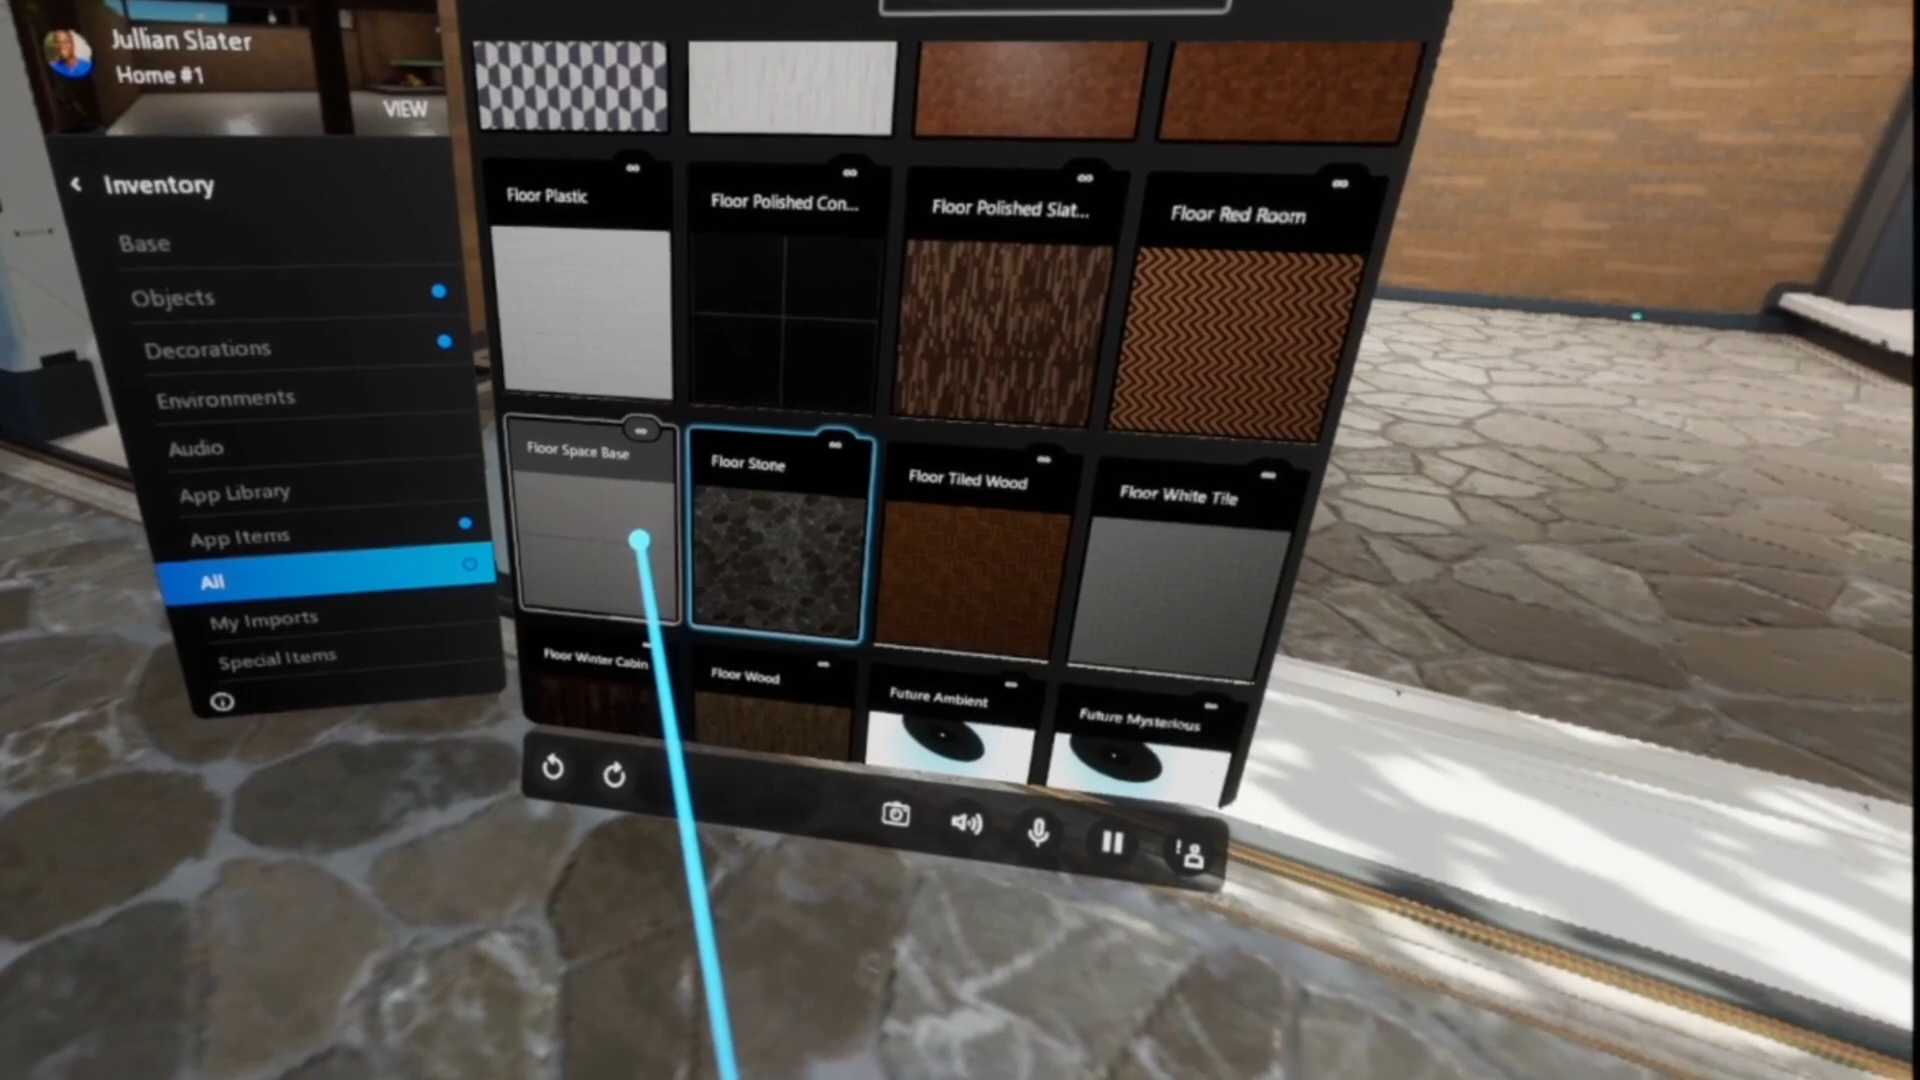 Jullian Slater
Home #1
VIEW
Inventory
Base
Objects
Decorations
Environments
Audio
App Library
App Items
All
My Imports
Special Items
Floor Plastic
Floor Polished Con...
Floor Polished Slat...
Floor Red Room
Floor Space Base
Floor Stone
Floor Tiled Wood
Floor White Tile
Floor Winter Cabin
Floor Wood
Future Ambient
Future Mysterious